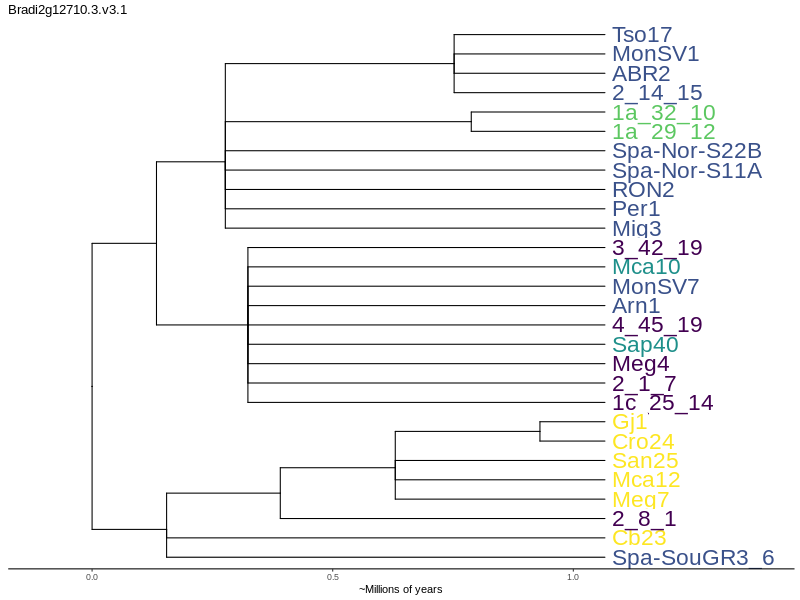 Bradi2g12710.3.v3.1
Tso17
MonSV1
ABR2
2_14_15
1a_32_10
1a_29_12
Spa-Nor-S22B
Spa-Nor-S11A
RON2
Per1
Mig3
3_42_19
Mca10
MonSV7
Arn1
4_45_19
Sap40
Meg4
2_1_7
1c_25_14
Gj1
Cro24
San25
Mca12
Meg7
2_8_1
Cb23
Spa-SouGR3_6
0.0 0.5 1.0
~Millions of years